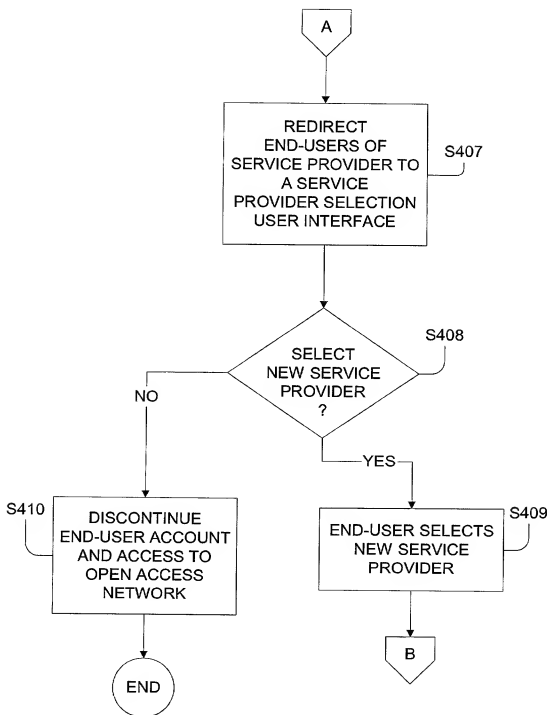 A
REDIRECT
END-USERS OF
SERVICE PROVIDER TO
A SERVICE
PROVIDER SELECTION
USER INTERFACE
S407
SELECT
NEW SERVICE
PROVIDER
?
S408
NO
YES
S410
DISCONTINUE
END-USER ACCOUNT
AND ACCESS TO
OPEN ACCESS
NETWORK
END-USER SELECTS
NEW SERVICE
PROVIDER
S409
END
B